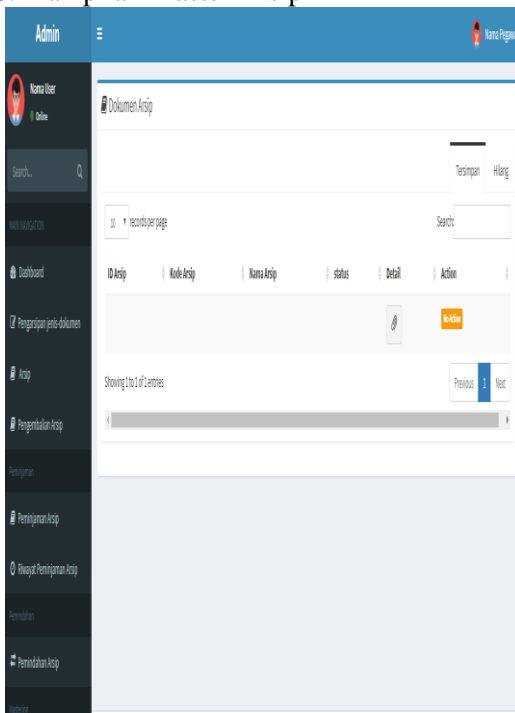 Admin
Nama Pegawa
Nama User
Online
Search...
MAIN NAVIGATION
Dashboard
Pengarsipan jenis-dokumen
Arsip
Pengembalian Arsip
Peminjaman
Peminjaman Arsip
Riwayat Peminjaman Arsip
Pemindahan
Pemindahan Arsip
Dokumen Arsip
Tersimpan Hilang
10 records per page
Search:
ID Arsip Kode Arsip Nama Arsip status Detail Action
No Action
Showing 1 to 1 of 1 entries
Previous 1 Next